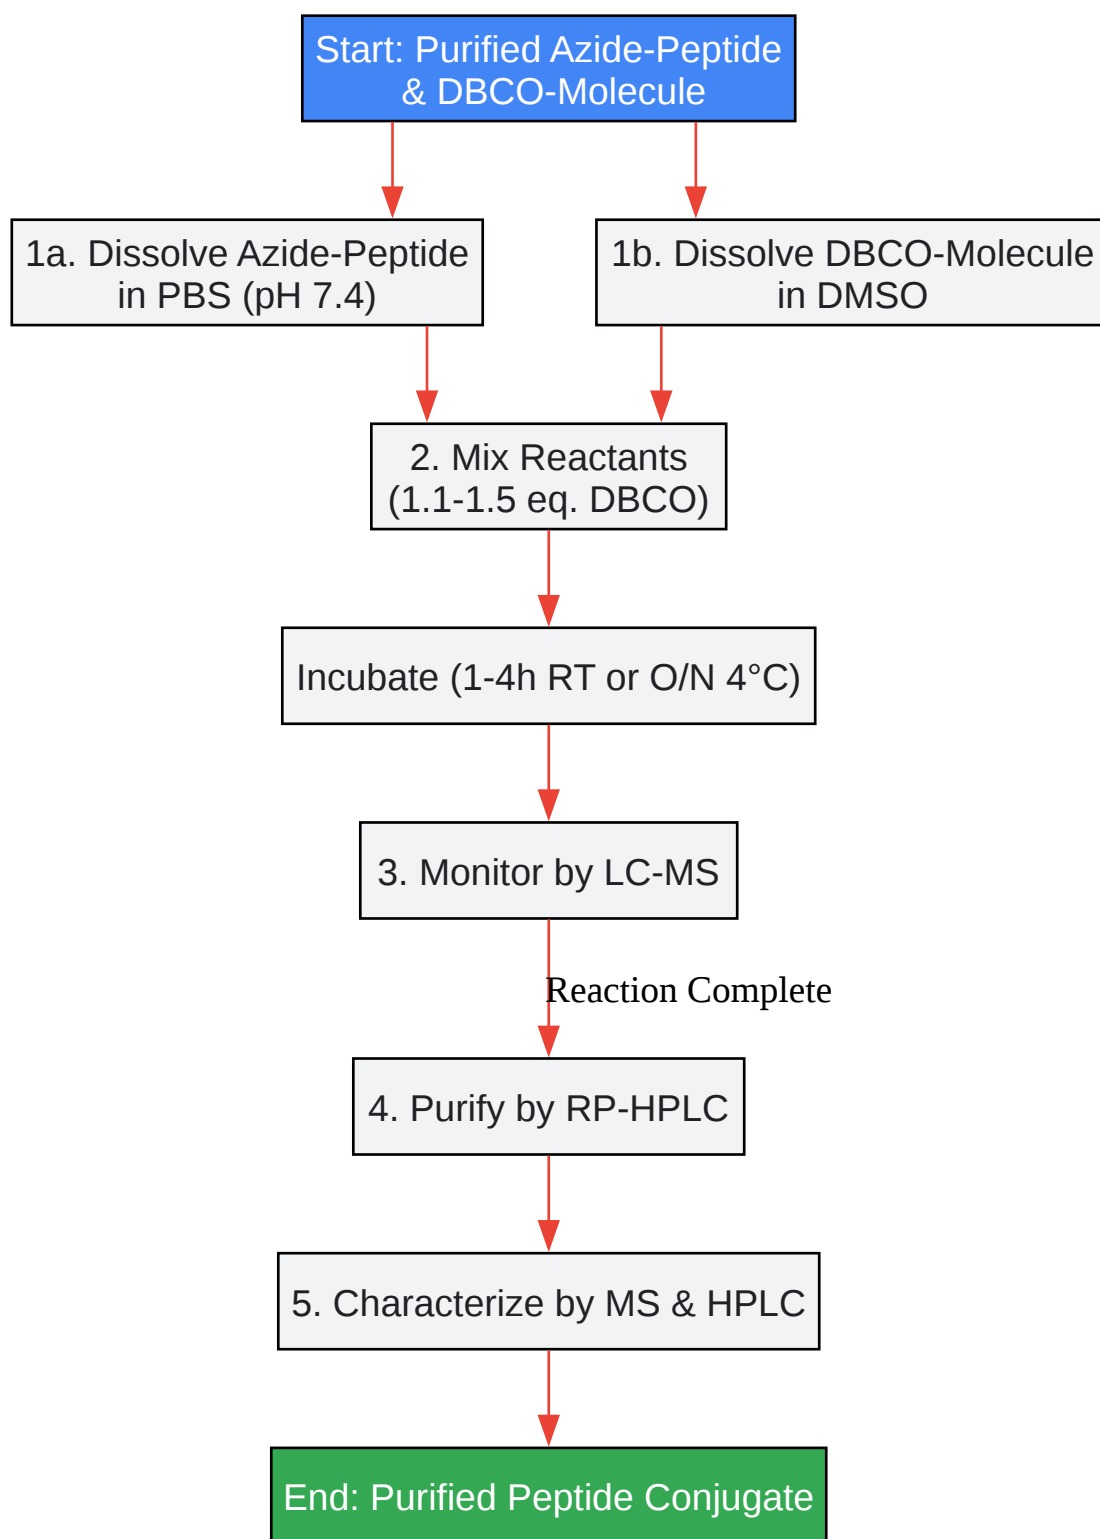 Start: Purified Azide-Peptide
& DBCO-Molecule
1a. Dissolve Azide-Peptide
in PBS (pH 7.4)
1b. Dissolve DBCO-Molecule
in DMSO
2. Mix Reactants
(1.1-1.5 eq. DBCO)
Incubate (1-4h RT or O/N 4°C)
3. Monitor by LC-MS
Reaction Complete
4. Purify by RP-HPLC
5. Characterize by MS & HPLC
End: Purified Peptide Conjugate